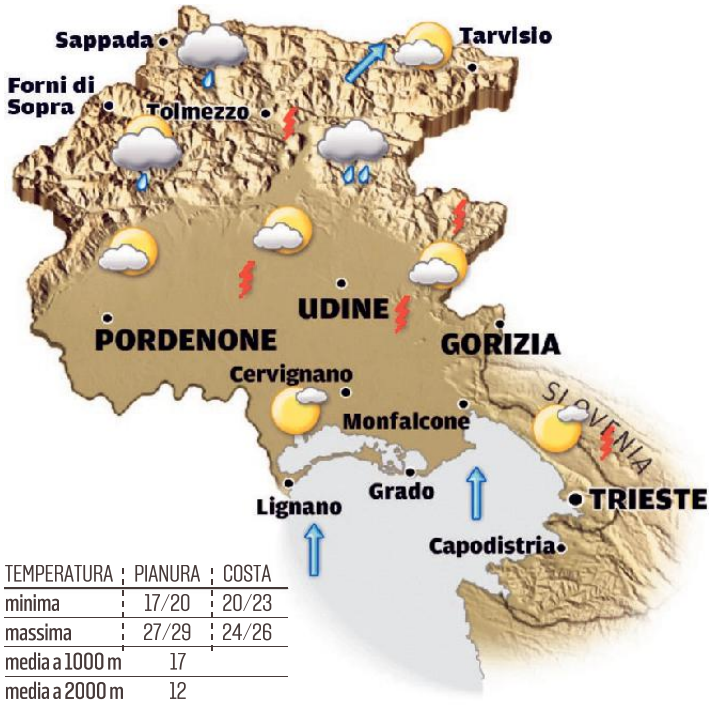 Sappada
Tarvisio
Forni di
Sopra
Tolmezzo
UDINE
PORDENONE
GORIZIA
Cervignano
SLOVENIA
Monfalcone
Grado
Lignano
TRIESTE
Capodistria
TEMPERATURA PIANURA COSTA
minima 17/20 20/23
massima 27/29 24/26
media a 1000 m 17
media a 2000 m 12